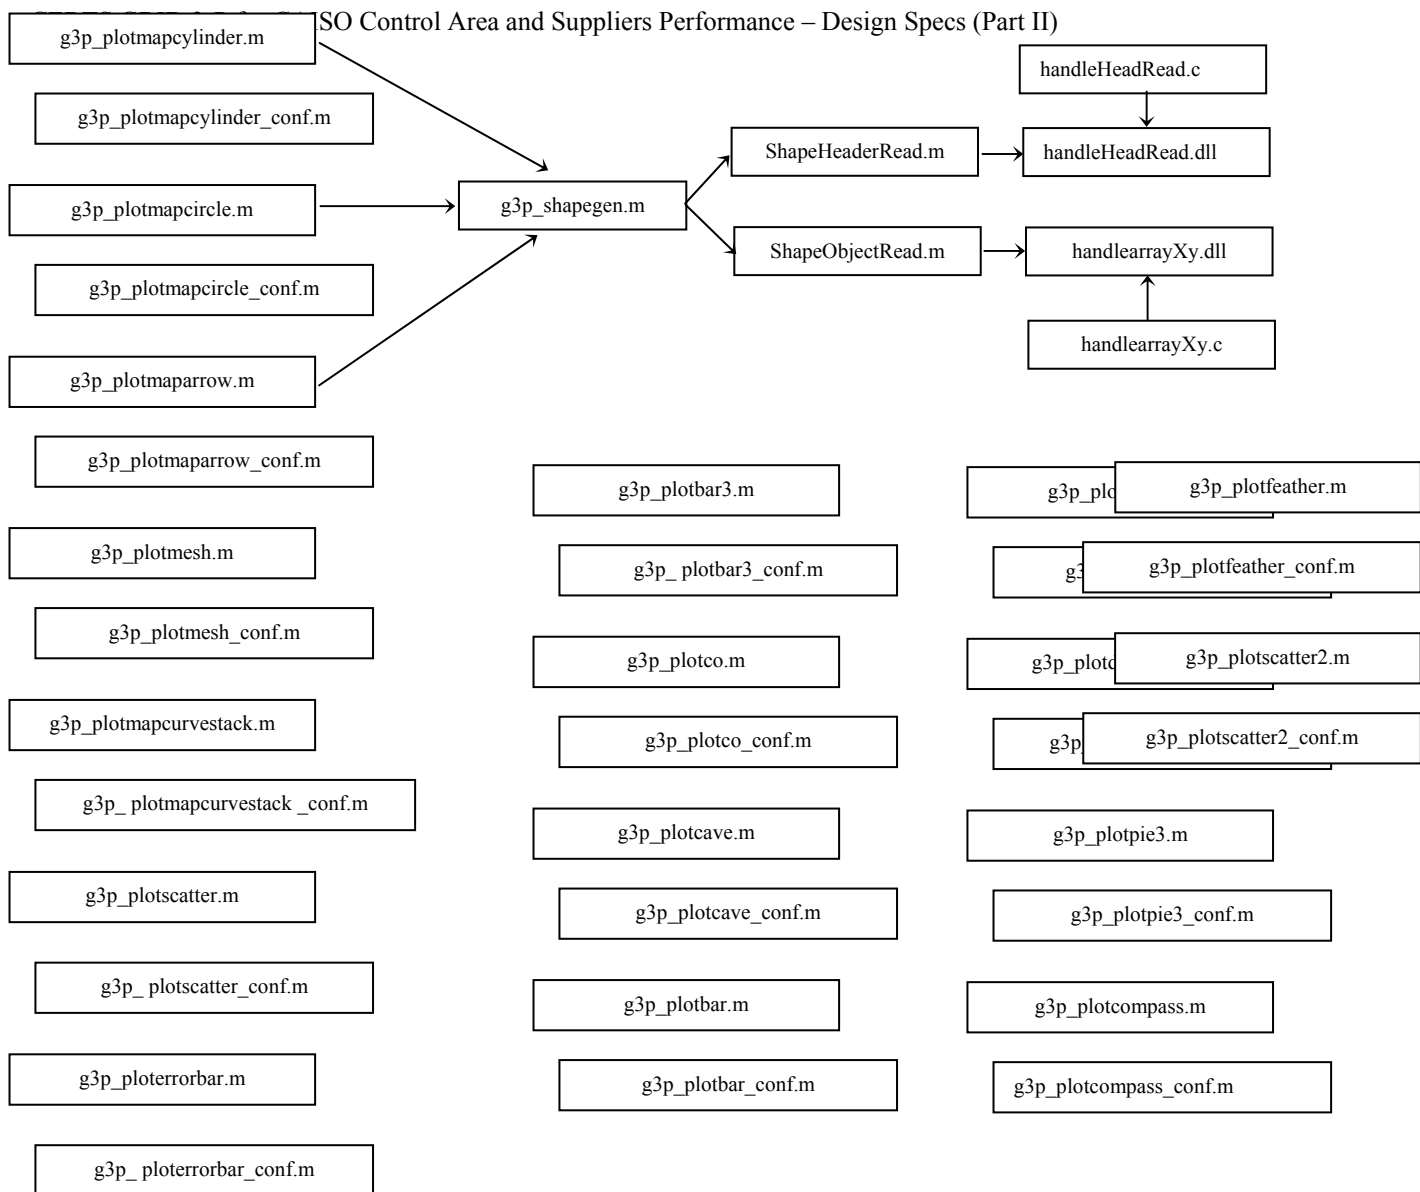 ISO Control Area and Suppliers Performance – Design Specs (Part II)
g3p_plotmapcylinder.m
g3p_plotmapcylinder_conf.m
g3p_plotmapcircle.m
g3p_plotmapcircle_conf.m
g3p_plotmaparrow.m
g3p_plotmaparrow_conf.m
g3p_plotmesh.m
g3p_plotmesh_conf.m
g3p_plotmapcurvestack.m
g3p_ plotmapcurvestack _conf.m
g3p_plotscatter.m
g3p_ plotscatter_conf.m
g3p_ploterrorbar.m
g3p_ ploterrorbar_conf.m
g3p_shapegen.m
ShapeHeaderRead.m
ShapeObjectRead.m
handleHeadRead.c
handleHeadRead.dll
handlearrayXy.dll
handlearrayXy.c
g3p_plotbar3.m
g3p_ plotbar3_conf.m
g3p_plotco.m
g3p_plotco_conf.m
g3p_plotcave.m
g3p_plotcave_conf.m
g3p_plotbar.m
g3p_plotbar_conf.m
g3p_plotfeather.m
g3p_plotfeather_conf.m
g3p_plotscatter2.m
g3p_plotscatter2_conf.m
g3p_plotpie3.m
g3p_plotpie3_conf.m
g3p_plotcompass.m
g3p_plotcompass_conf.m